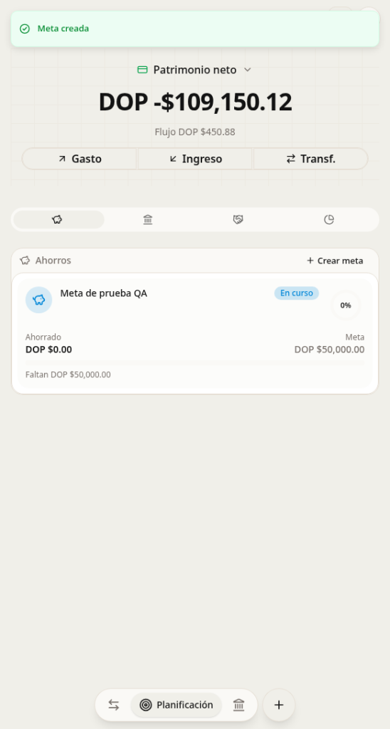 Meta creada
Patrimonio neto
DOP -$109,150.12
Flujo DOP $450.88
Gasto
Ingreso
Transf.
Ahorros
+ Crear meta
Meta de prueba QA
En curso
0%
Ahorrado
Meta
DOP $0.00
DOP $50,000.00
Faltan DOP $50,000.00
Planificación
+